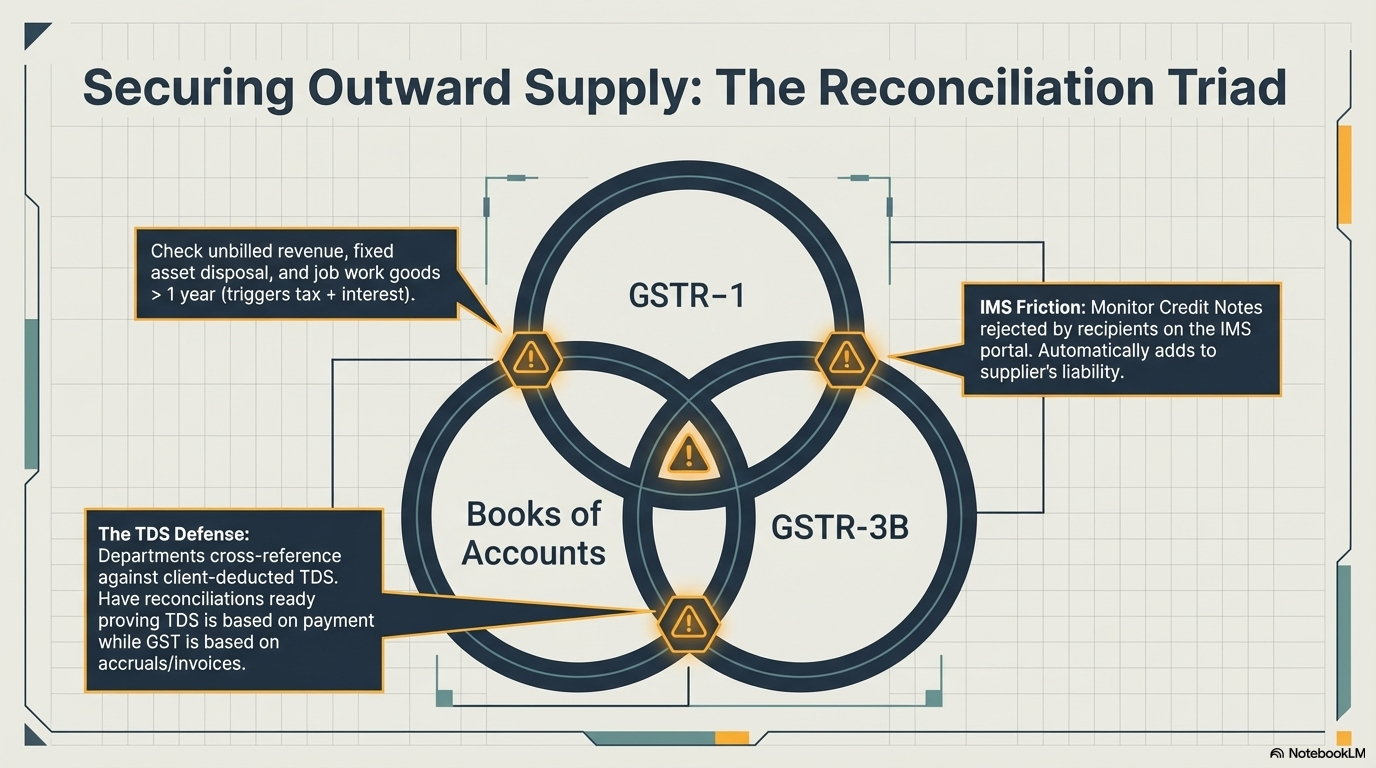 Securing Outward Supply: The Reconciliation Triad
Check unbilled revenue, fixed
asset disposal, and job work goods
> 1 year (triggers tax + interest).
GSTR-1
IMS Friction: Monitor Credit Notes
rejected by recipients on the IMS
portal. Automatically adds to
supplier's liability.
Books of
Accounts
GSTR-3B
The TDS Defense:
Departments cross-reference
against client-deducted TDS.
Have reconciliations ready
proving TDS is based on payment
while GST is based on
accruals/invoices.
NotebookLM